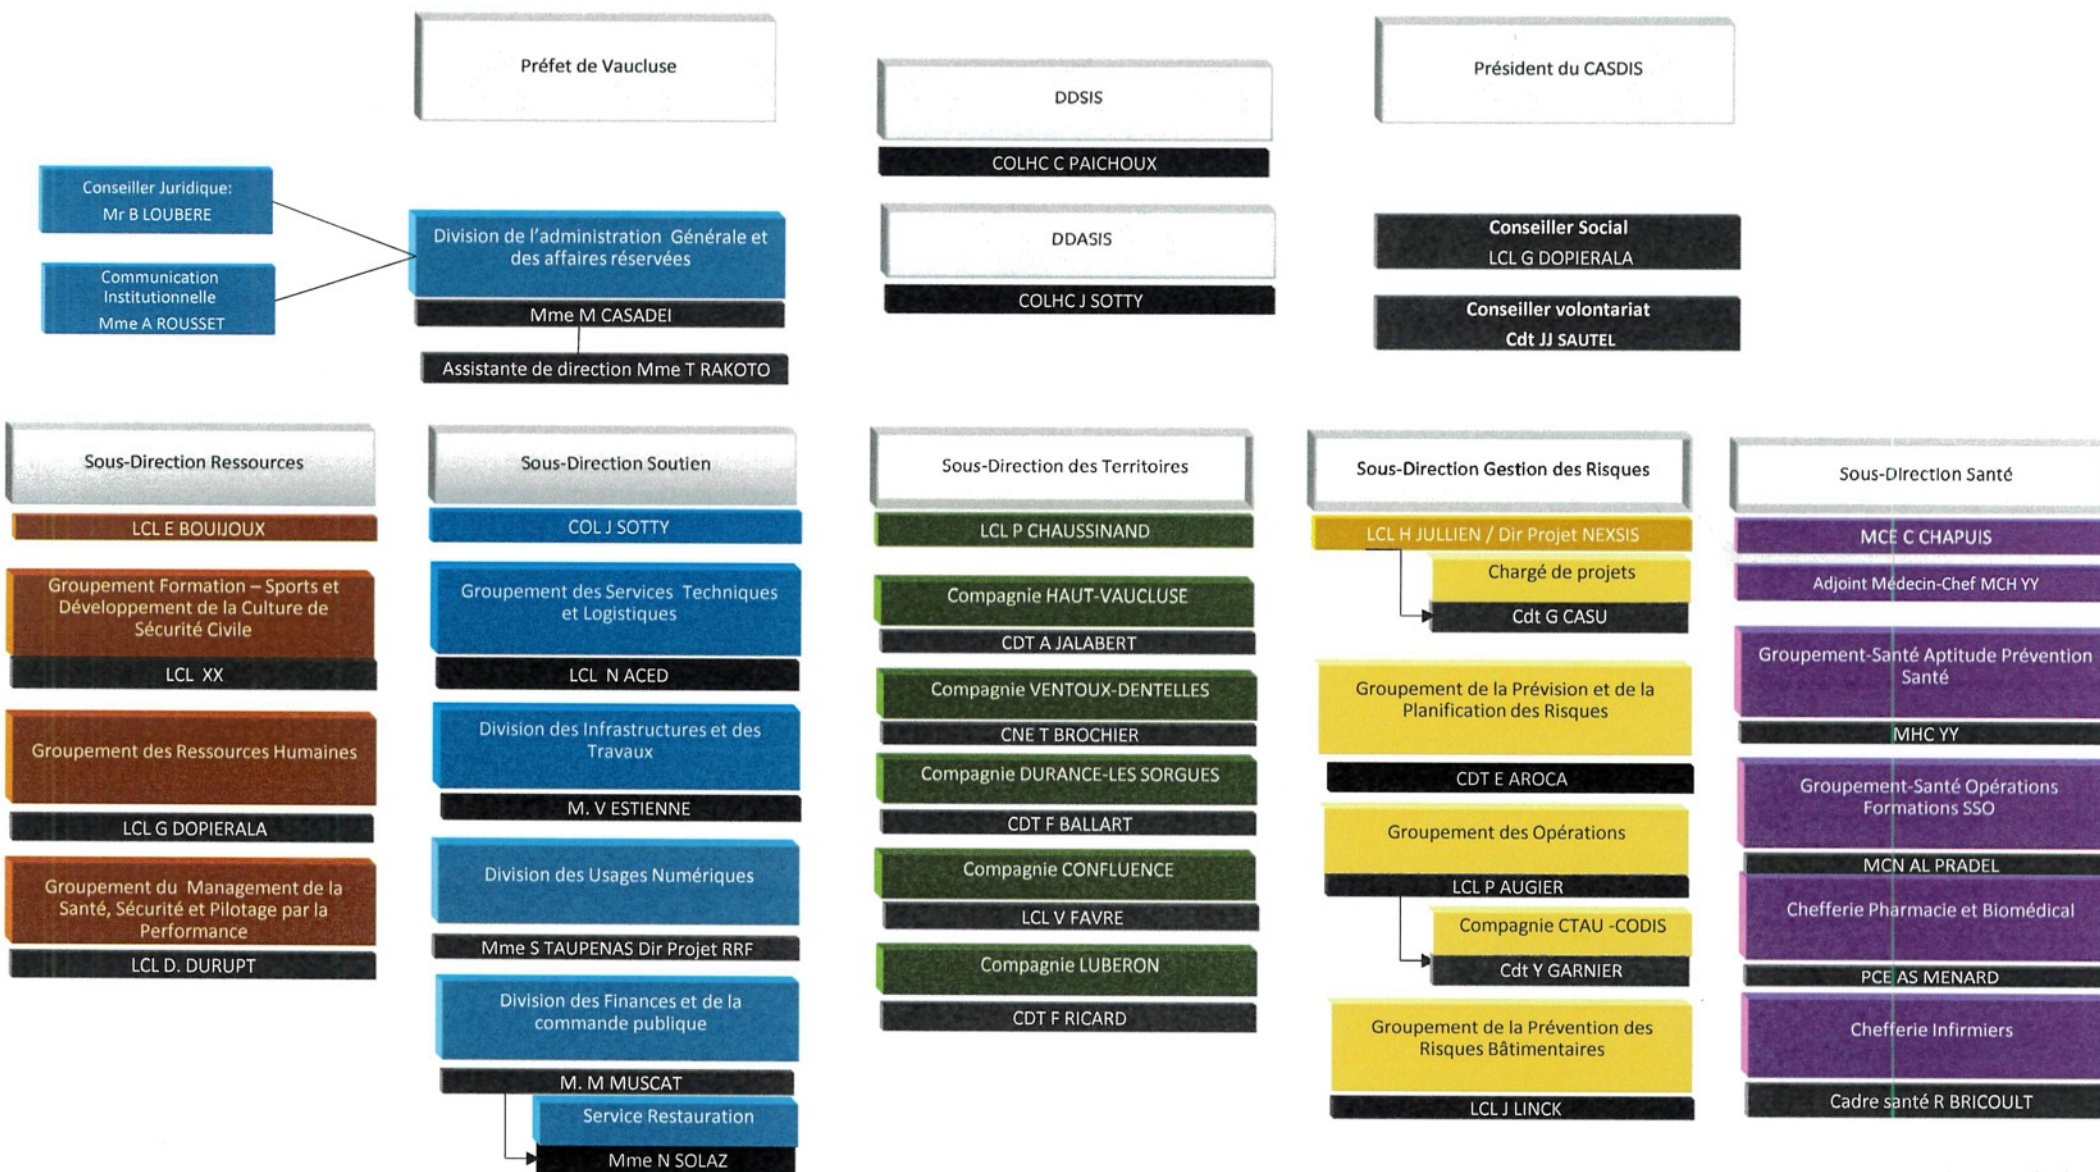 Préfet de Vaucluse
DDSIS
COLHC C PAICHOUX
Président du CASDIS
Conseiller Juridique:
Mr B LOUBERE
Communication
Institutionnelle
Mme A ROUSSET
Division de l'administration Générale et
des affaires réservées
Mme M CASADEI
Assistante de direction Mme T RAKOTO
DDASIS
COLHC J SOTTY
Conseiller Social
LCL G DOPIERALA
Conseiller volontariat
Cdt JJ SAUTEL
Sous-Direction Ressources
LCL E BOUIJOUX
Groupement Formation – Sports et
Développement de la Culture de
Sécurité Civile
LCL XX
Groupement des Ressources Humaines
LCL G DOPIERALA
Groupement du Management de la
Santé, Sécurité et Pilotage par la
Performance
LCL D. DURUPT
Sous-Direction Soutien
COL J SOTTY
Groupement des Services Techniques
et Logistiques
LCL N ACED
Division des Infrastructures et des
Travaux
M. V ESTIENNE
Division des Usages Numériques
Mme S TAUPENAS Dir Projet RRF
Division des Finances et de la
commande publique
M. M MUSCAT
Service Restauration
Mme N SOLAZ
Sous-Direction des Territoires
LCL P CHAUSSINAND
Compagnie HAUT-VAUCLUSE
CDT A JALABERT
Compagnie VENTOUX-DENTELLES
CNE T BROCHIER
Compagnie DURANCE-LES SORGUES
CDT F BALLART
Compagnie CONFLUENCE
LCL V FAVRE
Compagnie LUBERON
CDT F RICARD
Sous-Direction Gestion des Risques
LCL H JULLIEN / Dir Projet NEXSIS
Chargé de projets
Cdt G CASU
Groupement de la Prévision et de la
Planification des Risques
CDT E AROCA
Groupement des Opérations
LCL P AUGIER
Compagnie CTAU -CODIS
Cdt Y GARNIER
Groupement de la Prévention des
Risques Bâtimentaires
LCL J LINCK
Sous-Direction Santé
MCE C CHAPUIS
Adjoint Médecin-Chef MCH YY
Groupement-Santé Aptitude Prévention
Santé
MHC YY
Groupement-Santé Opérations
Formations SSO
MCN AL PRADEL
Chefferie Pharmacie et Biomédical
PCE AS MENARD
Chefferie Infirmiers
Cadre santé R BRICOULT